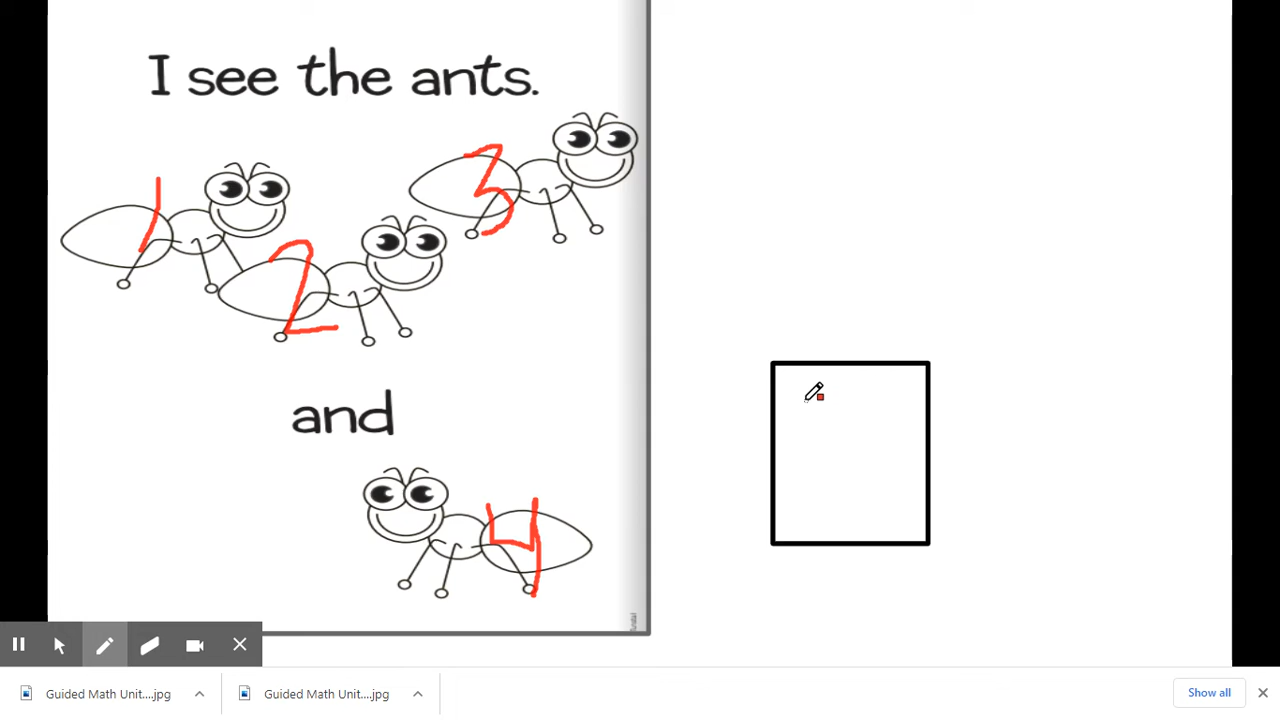 I see the ants.
3
1
2
and
4
Guided Math Unit....jpg
Guided Math Unit....jpg
Show all